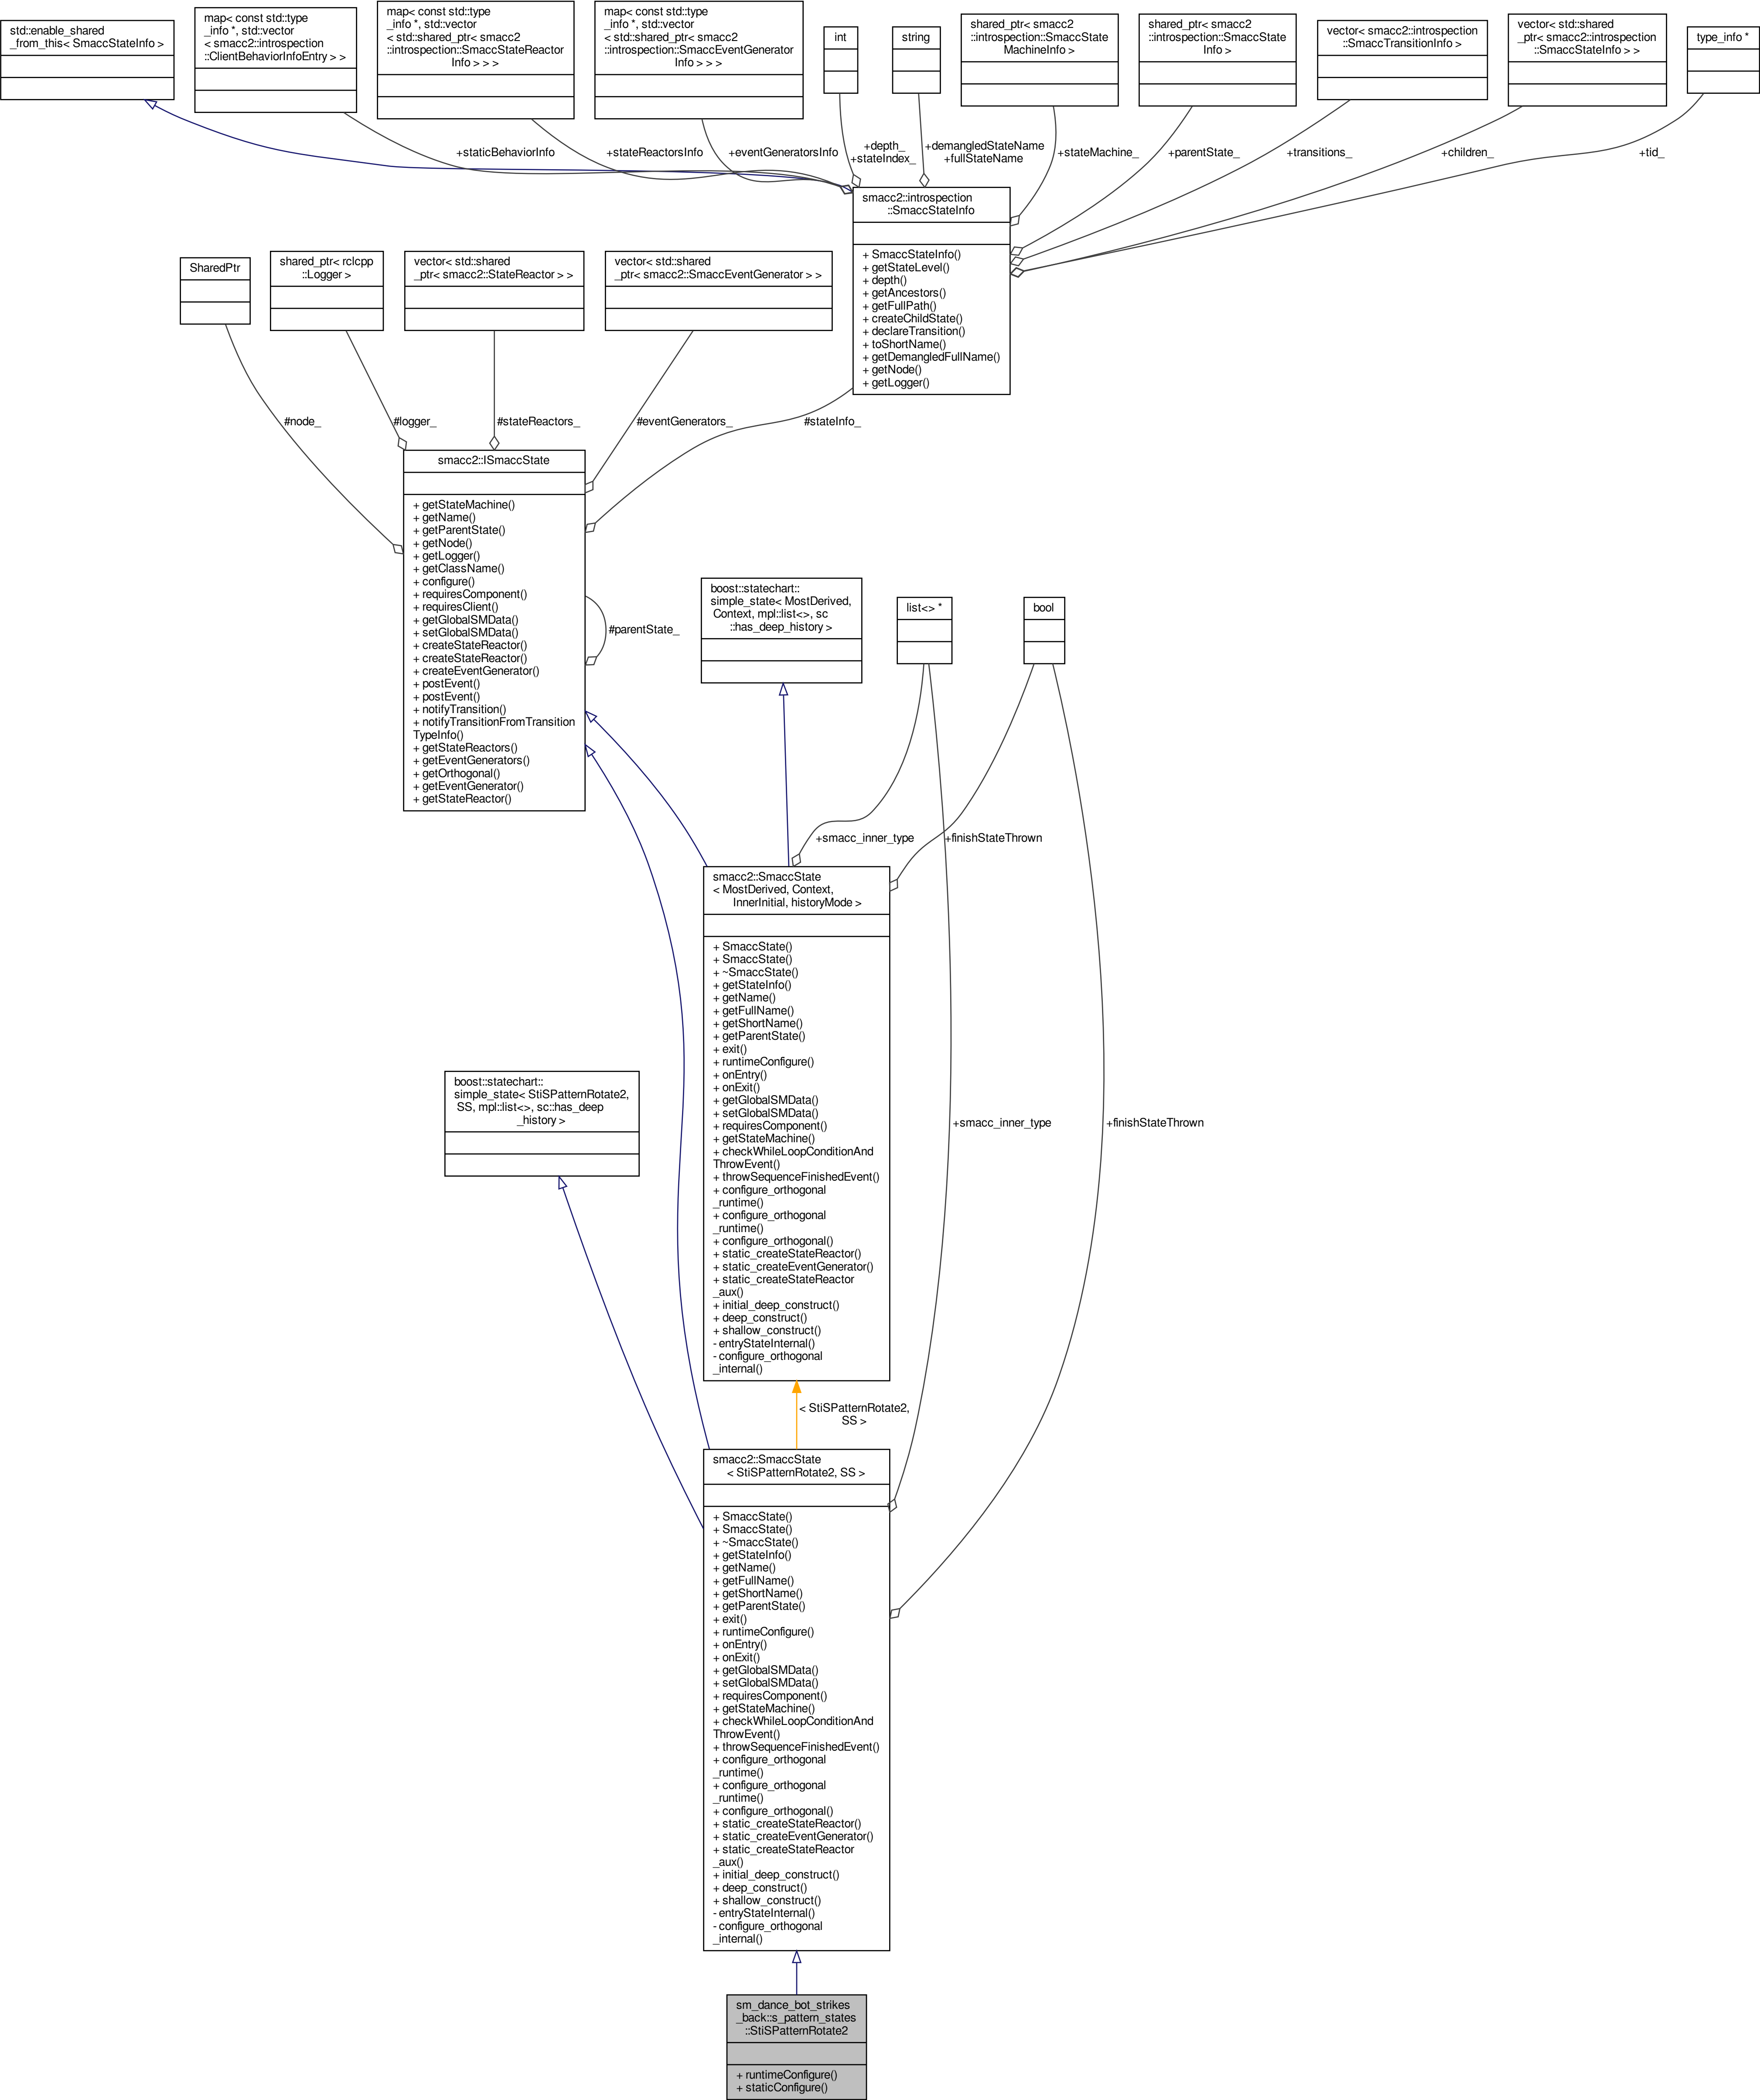 std::enable_shared
_from_this< SmaccStateInfo >
map< const std::type
_info *, std::vector
< smacc2::introspection
::ClientBehaviorInfoEntry > >
map< const std::type
_info *, std::vector
< std::shared_ptr< smacc2
::introspection::SmaccStateReactor
Info > > >
map< const std::type
_info *, std::vector
< std::shared_ptr< smacc2
::introspection::SmaccEventGenerator
Info > > >
int
string
shared_ptr< smacc2
::introspection::SmaccState
MachineInfo >
shared_ptr< smacc2
::introspection::SmaccState
Info >
vector< smacc2::introspection
::SmaccTransitionInfo >
vector< std::shared
_ptr< smacc2::introspection
::SmaccStateInfo > >
type_info *
+staticBehaviorInfo
+stateReactorsInfo
+eventGeneratorsInfo
+depth_
+stateIndex_
+demangledStateName
+fullStateName
+stateMachine_
+parentState_
+transitions_
+children_
+tid_
smacc2::introspection
::SmaccStateInfo
+ SmaccStateInfo()
+ getStateLevel()
+ depth()
+ getAncestors()
+ getFullPath()
+ createChildState()
+ declareTransition()
+ toShortName()
+ getDemangledFullName()
+ getNode()
+ getLogger()
SharedPtr
shared_ptr< rclcpp
::Logger >
vector< std::shared
_ptr< smacc2::StateReactor > >
vector< std::shared
_ptr< smacc2::SmaccEventGenerator > >
#node_
#logger_
#stateReactors_
#eventGenerators_
#stateInfo_
smacc2::ISmaccState
+ getStateMachine()
+ getName()
+ getParentState()
+ getNode()
+ getLogger()
+ getClassName()
+ configure()
+ requiresComponent()
+ requiresClient()
+ getGlobalSMData()
+ setGlobalSMData()
+ createStateReactor()
+ createStateReactor()
+ createEventGenerator()
+ postEvent()
+ postEvent()
+ notifyTransition()
+ notifyTransitionFromTransition
TypeInfo()
+ getStateReactors()
+ getEventGenerators()
+ getOrthogonal()
+ getEventGenerator()
+ getStateReactor()
#parentState_
boost::statechart::
simple_state< MostDerived,
Context, mpl::list<>, sc
::has_deep_history >
list<> *
bool
+smacc_inner_type
+finishStateThrown
smacc2::SmaccState
< MostDerived, Context,
InnerInitial, historyMode >
+ SmaccState()
+ SmaccState()
+ ~SmaccState()
+ getStateInfo()
+ getName()
+ getFullName()
+ getShortName()
+ getParentState()
+ exit()
+ runtimeConfigure()
+ onEntry()
+ onExit()
+ getGlobalSMData()
+ setGlobalSMData()
+ requiresComponent()
+ getStateMachine()
+ checkWhileLoopConditionAnd
ThrowEvent()
+ throwSequenceFinishedEvent()
+ configure_orthogonal
_runtime()
+ configure_orthogonal
_runtime()
+ configure_orthogonal()
+ static_createStateReactor()
+ static_createEventGenerator()
+ static_createStateReactor
_aux()
+ initial_deep_construct()
+ deep_construct()
+ shallow_construct()
- entryStateInternal()
- configure_orthogonal
_internal()
boost::statechart::
simple_state< StiSPatternRotate2,
SS, mpl::list<>, sc::has_deep
_history >
+smacc_inner_type
+finishStateThrown
< StiSPatternRotate2,
SS >
smacc2::SmaccState
< StiSPatternRotate2, SS >
+ SmaccState()
+ SmaccState()
+ ~SmaccState()
+ getStateInfo()
+ getName()
+ getFullName()
+ getShortName()
+ getParentState()
+ exit()
+ runtimeConfigure()
+ onEntry()
+ onExit()
+ getGlobalSMData()
+ setGlobalSMData()
+ requiresComponent()
+ getStateMachine()
+ checkWhileLoopConditionAnd
ThrowEvent()
+ throwSequenceFinishedEvent()
+ configure_orthogonal
_runtime()
+ configure_orthogonal
_runtime()
+ configure_orthogonal()
+ static_createStateReactor()
+ static_createEventGenerator()
+ static_createStateReactor
_aux()
+ initial_deep_construct()
+ deep_construct()
+ shallow_construct()
- entryStateInternal()
- configure_orthogonal
_internal()
sm_dance_bot_strikes
_back::s_pattern_states
::StiSPatternRotate2
+ runtimeConfigure()
+ staticConfigure()